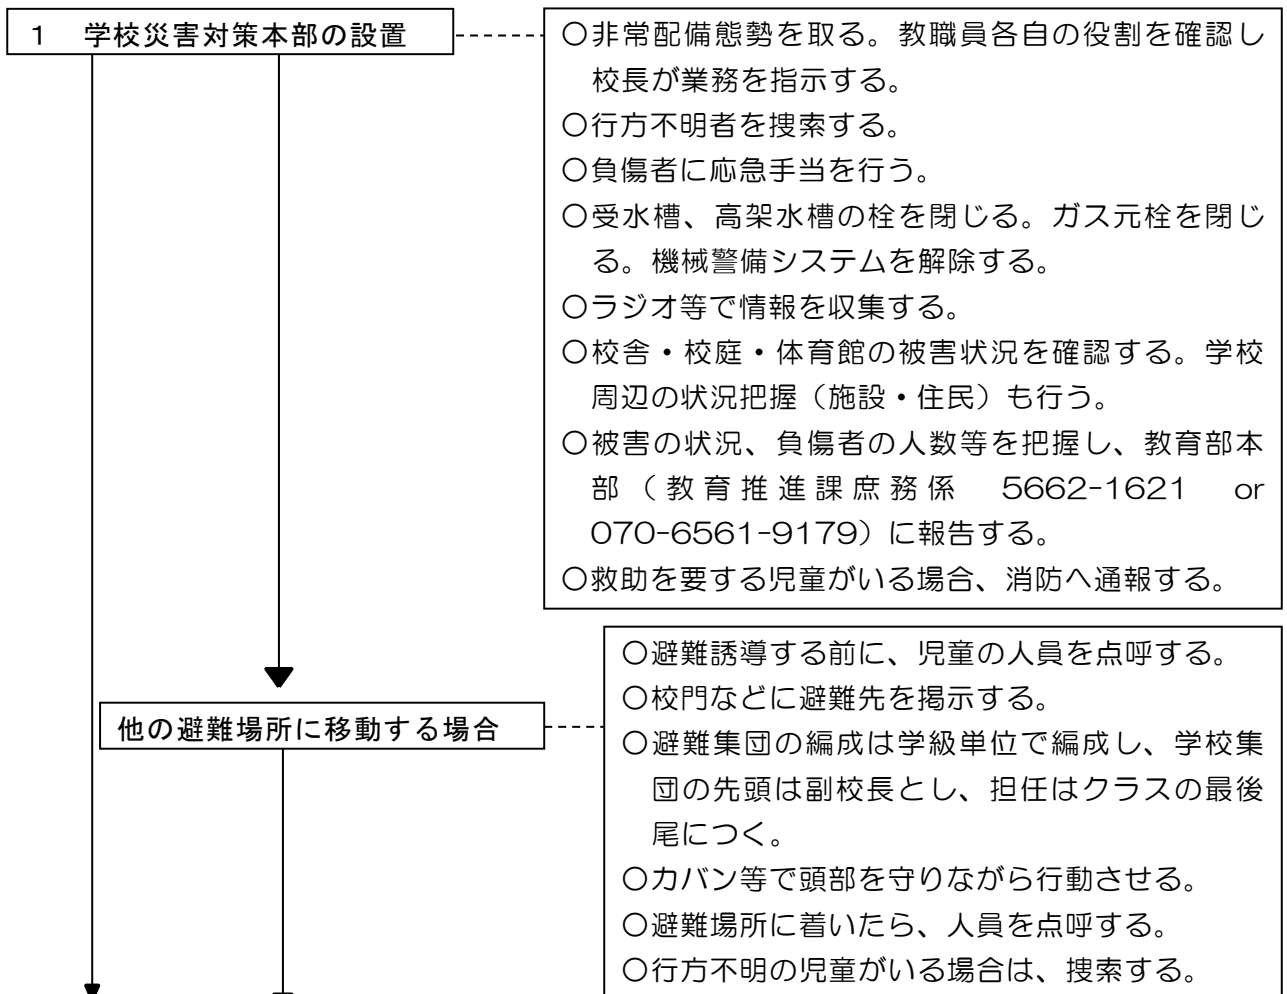 1 学校災害対策本部の設置
○非常配備態勢を取る。教職員各自の役割を確認し
校長が業務を指示する。
○行方不明者を捜索する。
○負傷者に応急手当を行う。
○受水槽、高架水槽の栓を閉じる。ガス元栓を閉じ
る。機械警備システムを解除する。
○ラジオ等で情報を収集する。
○校舎・校庭・体育館の被害状況を確認する。学校
周辺の状況把握（施設・住民）も行う。
○被害の状況、負傷者の人数等を把握し、教育部本
部（教育推進課庶務係 5662-1621 or
070-6561-9179）に報告する。
○救助を要する児童がいる場合、消防へ通報する。
他の避難場所に移動する場合
○避難誘導する前に、児童の人員を点呼する。
○校門などに避難先を掲示する。
○避難集団の編成は学級単位で編成し、学校集
団の先頭は副校長とし、担任はクラスの最後
尾につく。
○カバン等で頭部を守りながら行動させる。
○避難場所に着いたら、人員を点呼する。
○行方不明の児童がいる場合は、捜索する。